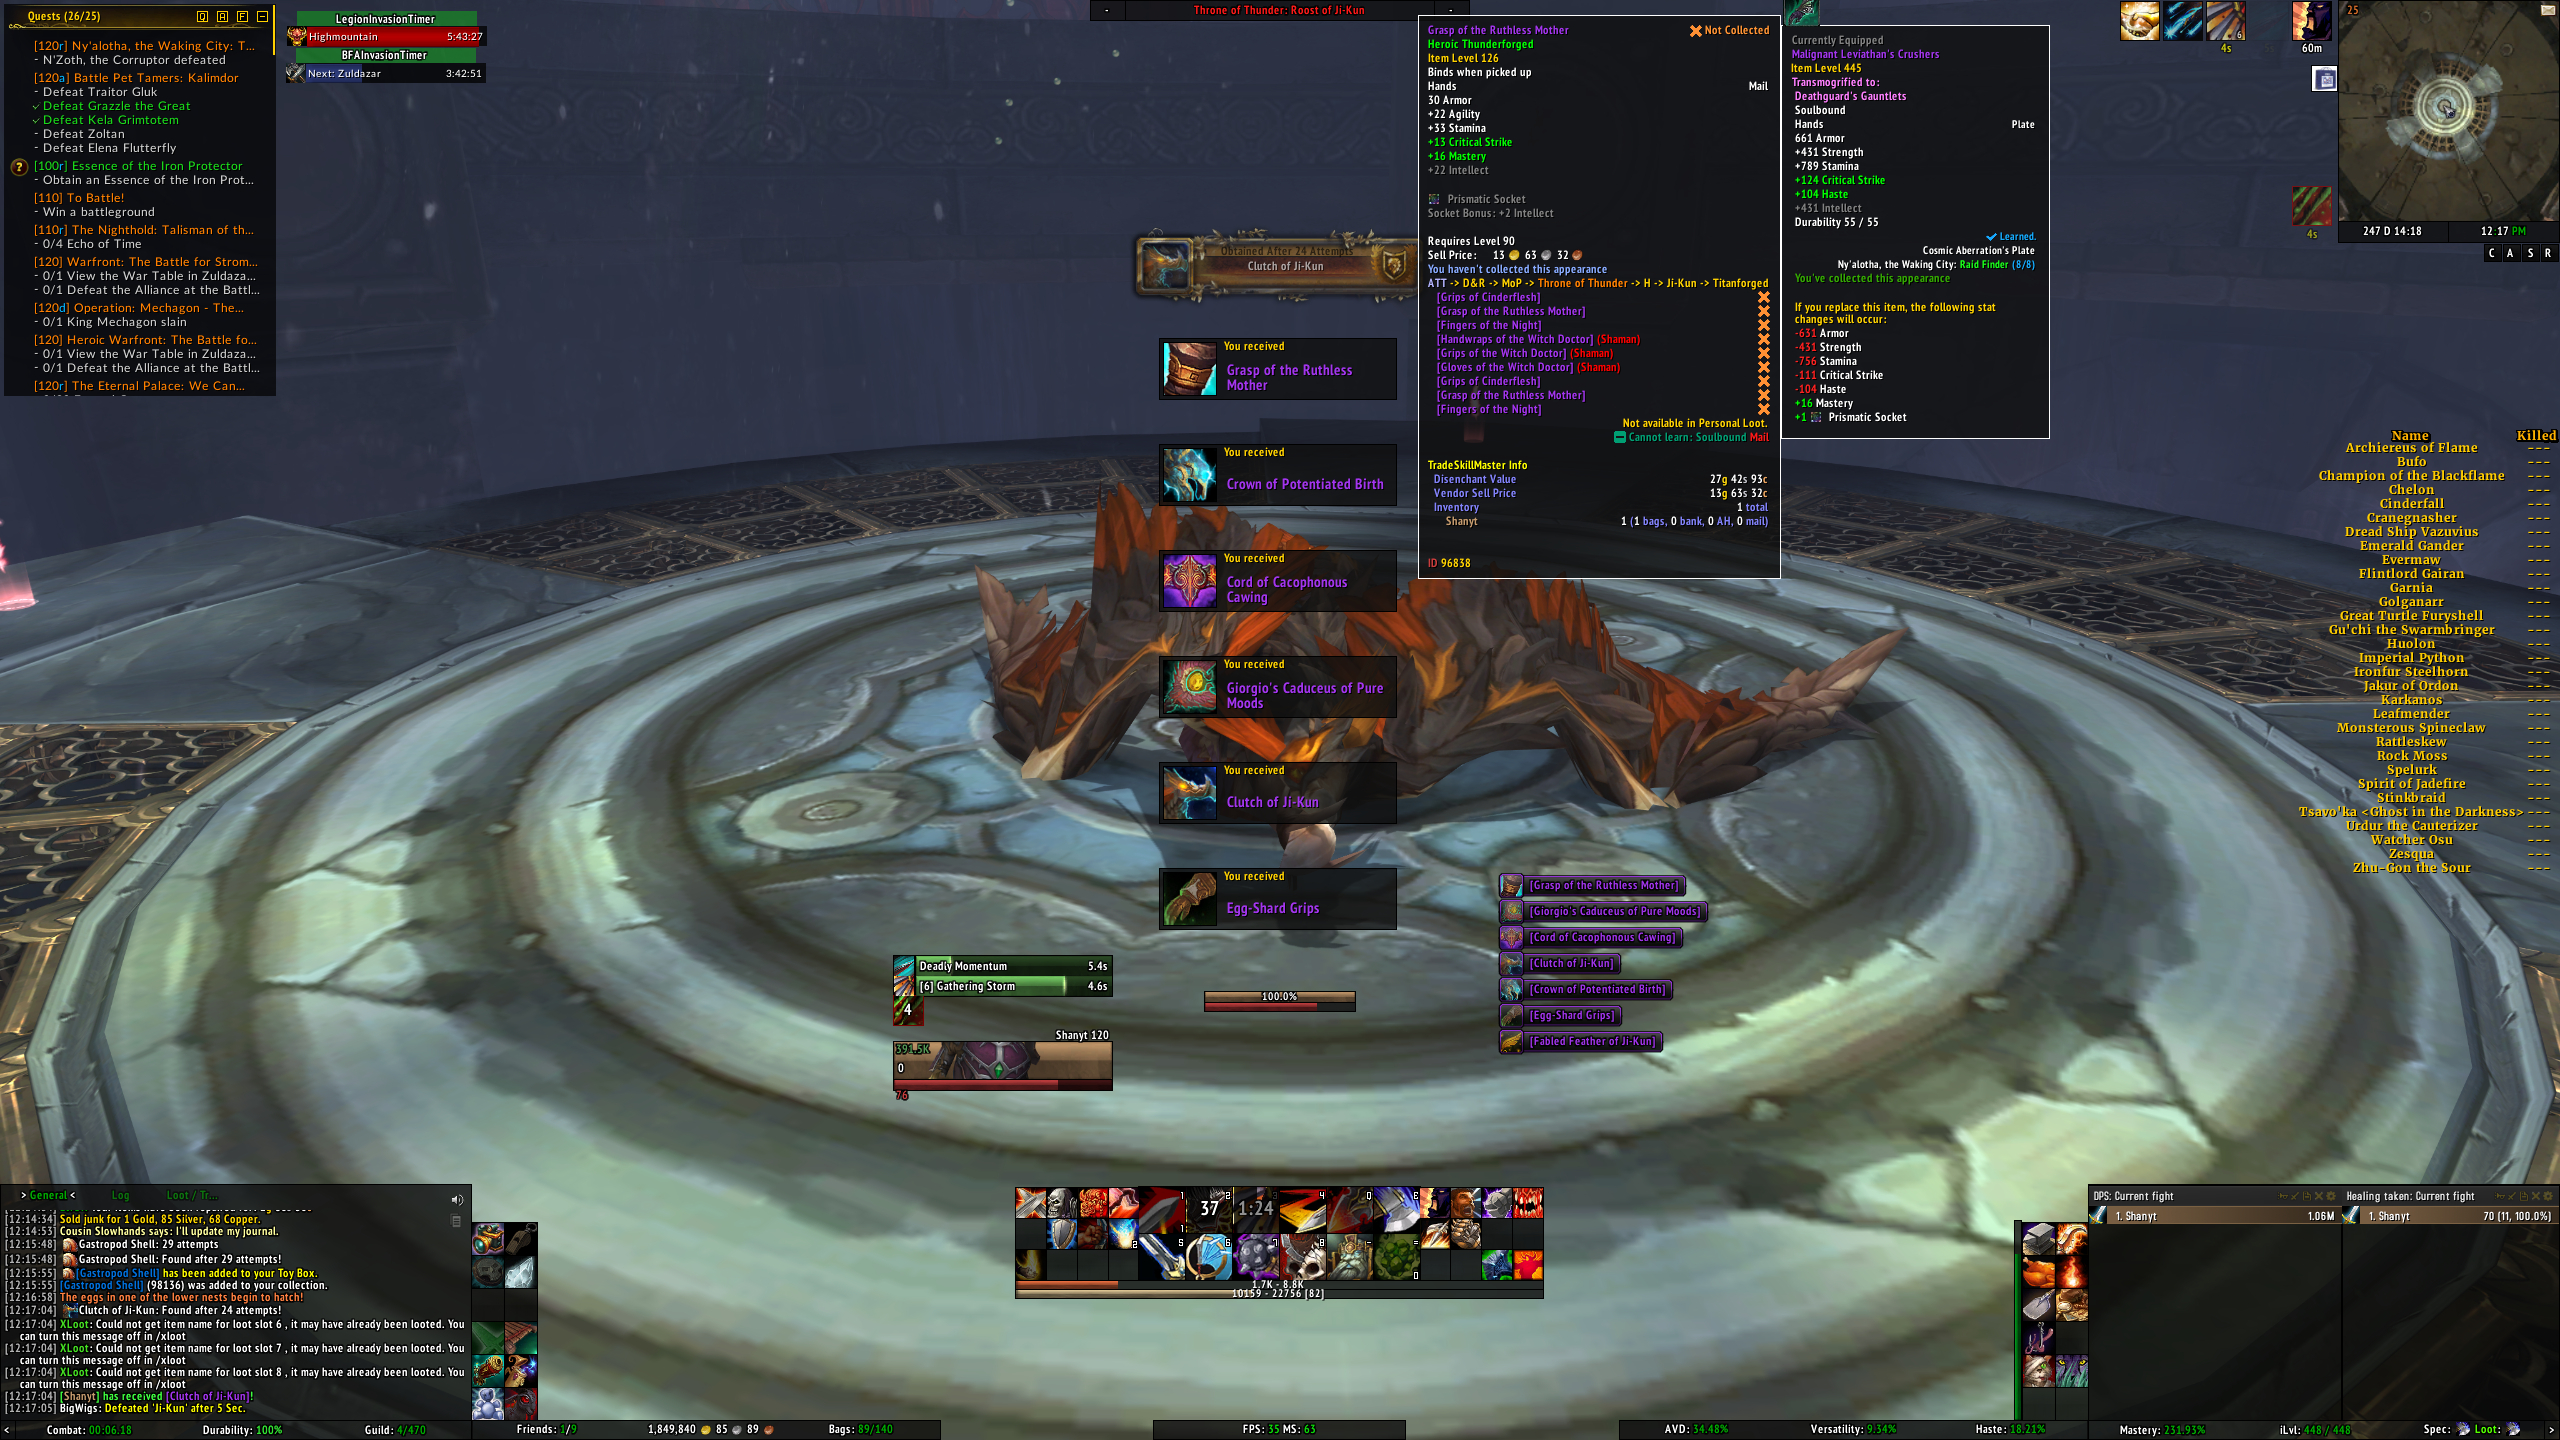 Quests (26/25)
Q A F
[120r] Ny'alotha, the Waking City: T...
- N'Zoth, the Corruptor defeated
[120a] Battle Pet Tamers: Kalimdor
- Defeat Traitor Gluk
Defeat Grazzle the Great
Defeat Kela Grimtotem
- Defeat Zoltan
- Defeat Elena Flutterfly
[100r] Essence of the Iron Protector
- Obtain an Essence of the Iron Prot...
[110] To Battle!
- Win a battleground
[110r] The Nighthold: Talisman of th...
- 0/4 Echo of Time
[120] Warfront: The Battle for Strom...
- 0/1 View the War Table in Zuldaza...
- 0/1 Defeat the Alliance at the Battl...
[120d] Operation: Mechagon - The...
- 0/1 King Mechagon slain
[120] Heroic Warfront: The Battle fo...
- 0/1 View the War Table in Zuldaza...
- 0/1 Defeat the Alliance at the Battl...
[120r] The Eternal Palace: We Can...
LegionInvasionTimer
Highmountain 5:43:27
BFAInvasionTimer
Next: Zuldazar 3:42:51
- Throne of Thunder: Roost of Ji-Kun -
Obtained After 24 Attempts
Clutch of Ji-Kun
You received
Grasp of the Ruthless
Mother
You received
Crown of Potentiated Birth
You received
Cord of Cacophonous
Cawing
You received
Giorgio's Caduceus of Pure
Moods
You received
Clutch of Ji-Kun
You received
Egg-Shard Grips
Grasp of the Ruthless Mother Not Collected
Heroic Thunderforged
Item Level 126
Binds when picked up
Hands Mail
30 Armor
+22 Agility
+33 Stamina
+13 Critical Strike
+16 Mastery
+22 Intellect
Prismatic Socket
Socket Bonus: +2 Intellect
Requires Level 90
Sell Price: 13 63 32
You haven't collected this appearance
ATT -> D&R -> MoP -> Throne of Thunder -> H -> Ji-Kun -> Titanforged
[Grips of Cinderflesh]
[Grasp of the Ruthless Mother]
[Fingers of the Night]
[Handwraps of the Witch Doctor] (Shaman)
[Grips of the Witch Doctor] (Shaman)
[Gloves of the Witch Doctor] (Shaman)
[Grips of Cinderflesh]
[Grasp of the Ruthless Mother]
[Fingers of the Night]
Not available in Personal Loot.
Cannot learn: Soulbound Mail
TradeSkillMaster Info
Disenchant Value 27g 42s 93c
Vendor Sell Price 13g 63s 32c
Inventory 1 total
Shanyt 1 (1 bags, 0 bank, 0 AH, 0 mail)
ID 96838
Currently Equipped
Malignant Leviathan's Crushers
Item Level 445
Transmogrified to:
Deathguard's Gauntlets
Soulbound
Hands Plate
661 Armor
+431 Strength
+789 Stamina
+124 Critical Strike
+104 Haste
+431 Intellect
Durability 55 / 55
Learned.
Cosmic Aberration's Plate
Ny'alotha, the Waking City: Raid Finder (8/8)
You've collected this appearance
If you replace this item, the following stat
changes will occur:
-631 Armor
-431 Strength
-756 Stamina
-111 Critical Strike
-104 Haste
+16 Mastery
+1 Prismatic Socket
6
4s
60m
4s
25
247 D 14:18 12:17 PM
C A S R
Name Killed
Archiereus of Flame ---
Bufo ---
Champion of the Blackflame ---
Chelon ---
Cinderfall ---
Cranegnasher ---
Dread Ship Vazuvius ---
Emerald Gander ---
Evermaw ---
Flintlord Gairan ---
Garnia ---
Golganarr ---
Great Turtle Furyshell ---
Gu'chi the Swarmbringer ---
Huolon ---
Imperial Python ---
Ironfur Steelhorn ---
Jakur of Ordon ---
Karkanos ---
Leafmender ---
Monsterous Spineclaw ---
Rattleskew ---
Rock Moss ---
Spelurk ---
Spirit of Jadefire ---
Stinkbraid ---
Tsavo'ka <Ghost in the Darkness> ---
Urdur the Cauterizer ---
Watcher Osu ---
Zesqua ---
Zhu-Gon the Sour ---
[Grasp of the Ruthless Mother]
[Giorgio's Caduceus of Pure Moods]
[Cord of Cacophonous Cawing]
[Clutch of Ji-Kun]
[Crown of Potentiated Birth]
[Egg-Shard Grips]
[Fabled Feather of Ji-Kun]
Deadly Momentum 5.4s
[6] Gathering Storm 4.6s
4
100.0%
Shanyt 120
391.5K
0
76
37
1:24
1.7K - 8.8K
10159 - 22756 [82]
> General < Log Loot / Tr...
[12:14:34] Sold junk for 1 Gold, 85 Silver, 68 Copper.
[12:14:53] Cousin Slowhands says: I'll update my journal.
[12:15:48] Gastropod Shell: 29 attempts
[12:15:48] Gastropod Shell: Found after 29 attempts!
[12:15:55] [Gastropod Shell] has been added to your Toy Box.
[12:15:55] [Gastropod Shell] (98136) was added to your collection.
[12:16:58] The eggs in one of the lower nests begin to hatch!
[12:17:04] Clutch of Ji-Kun: Found after 24 attempts!
[12:17:04] XLoot: Could not get item name for loot slot 6 , it may have already been looted. You
can turn this message off in /xloot
[12:17:04] XLoot: Could not get item name for loot slot 7 , it may have already been looted. You
can turn this message off in /xloot
[12:17:04] XLoot: Could not get item name for loot slot 8 , it may have already been looted. You
can turn this message off in /xloot
[12:17:04] [Shanyt] has received [Clutch of Ji-Kun]!
[12:17:05] BigWigs: Defeated 'Ji-Kun' after 5 Sec.
DPS: Current fight
1. Shanyt 1.06M
Healing taken: Current fight
1. Shanyt 70 (11, 100.0%)
< Combat: 00:06.18 Durability: 100% Guild: 4/470 Friends: 1/9 1,849,840 85 89 Bags: 89/140
FPS: 35 MS: 63
AVD: 34.48% Versatility: 9.34% Haste: 18.21% Mastery: 231.93% iLvl: 448 / 448 Spec: Loot: >